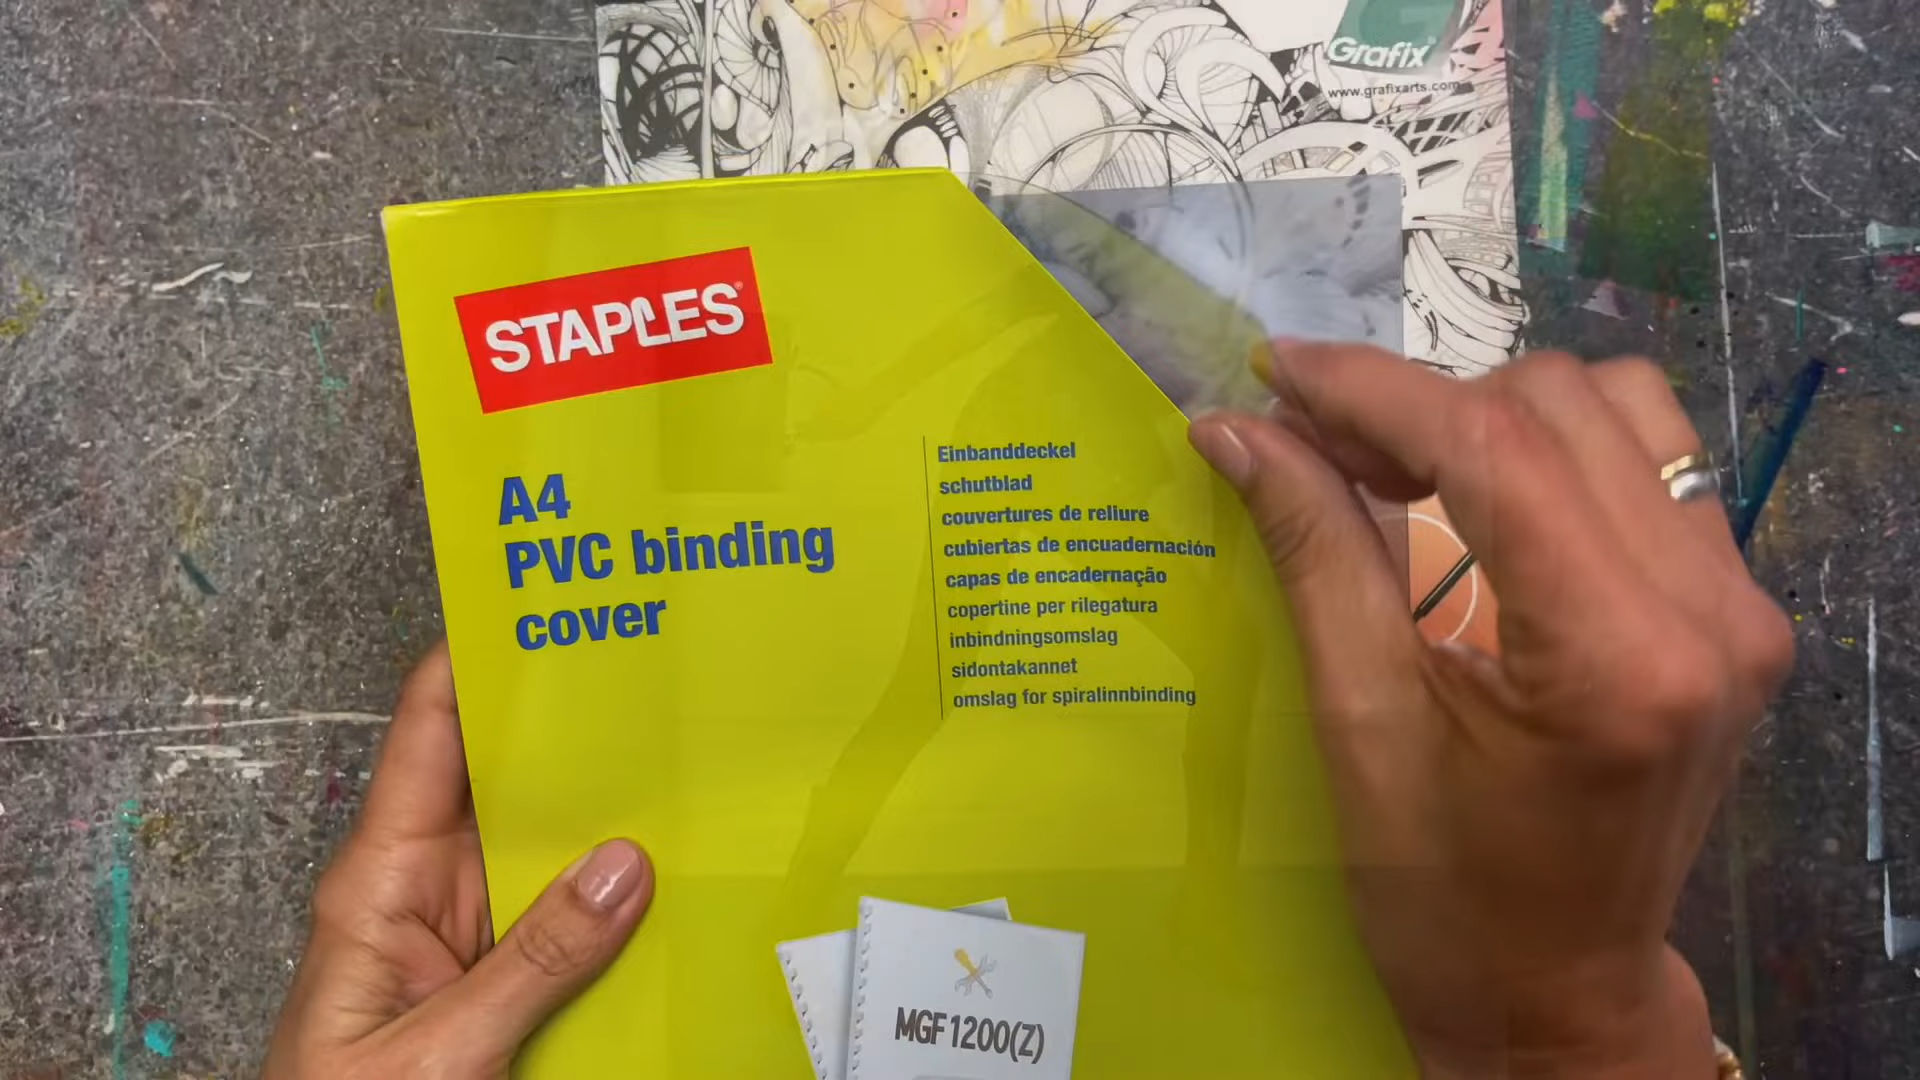 Grafix®
www.grafixarts.com
STAPLES®
A4
PVC binding
cover
Einbanddeckel
schutblad
couvertures de reliure
cubiertas de encuadernación
capas de encadernação
copertine per rilegatura
inbindningsomslag
sidontakannet
omslag for spiralinnbinding
MGF1200(Z)